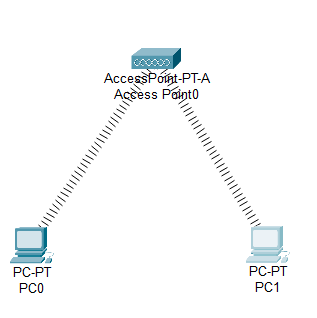 AccessPoint-PT-A
Access Point0
PC-PT
PC0
PC-PT
PC1